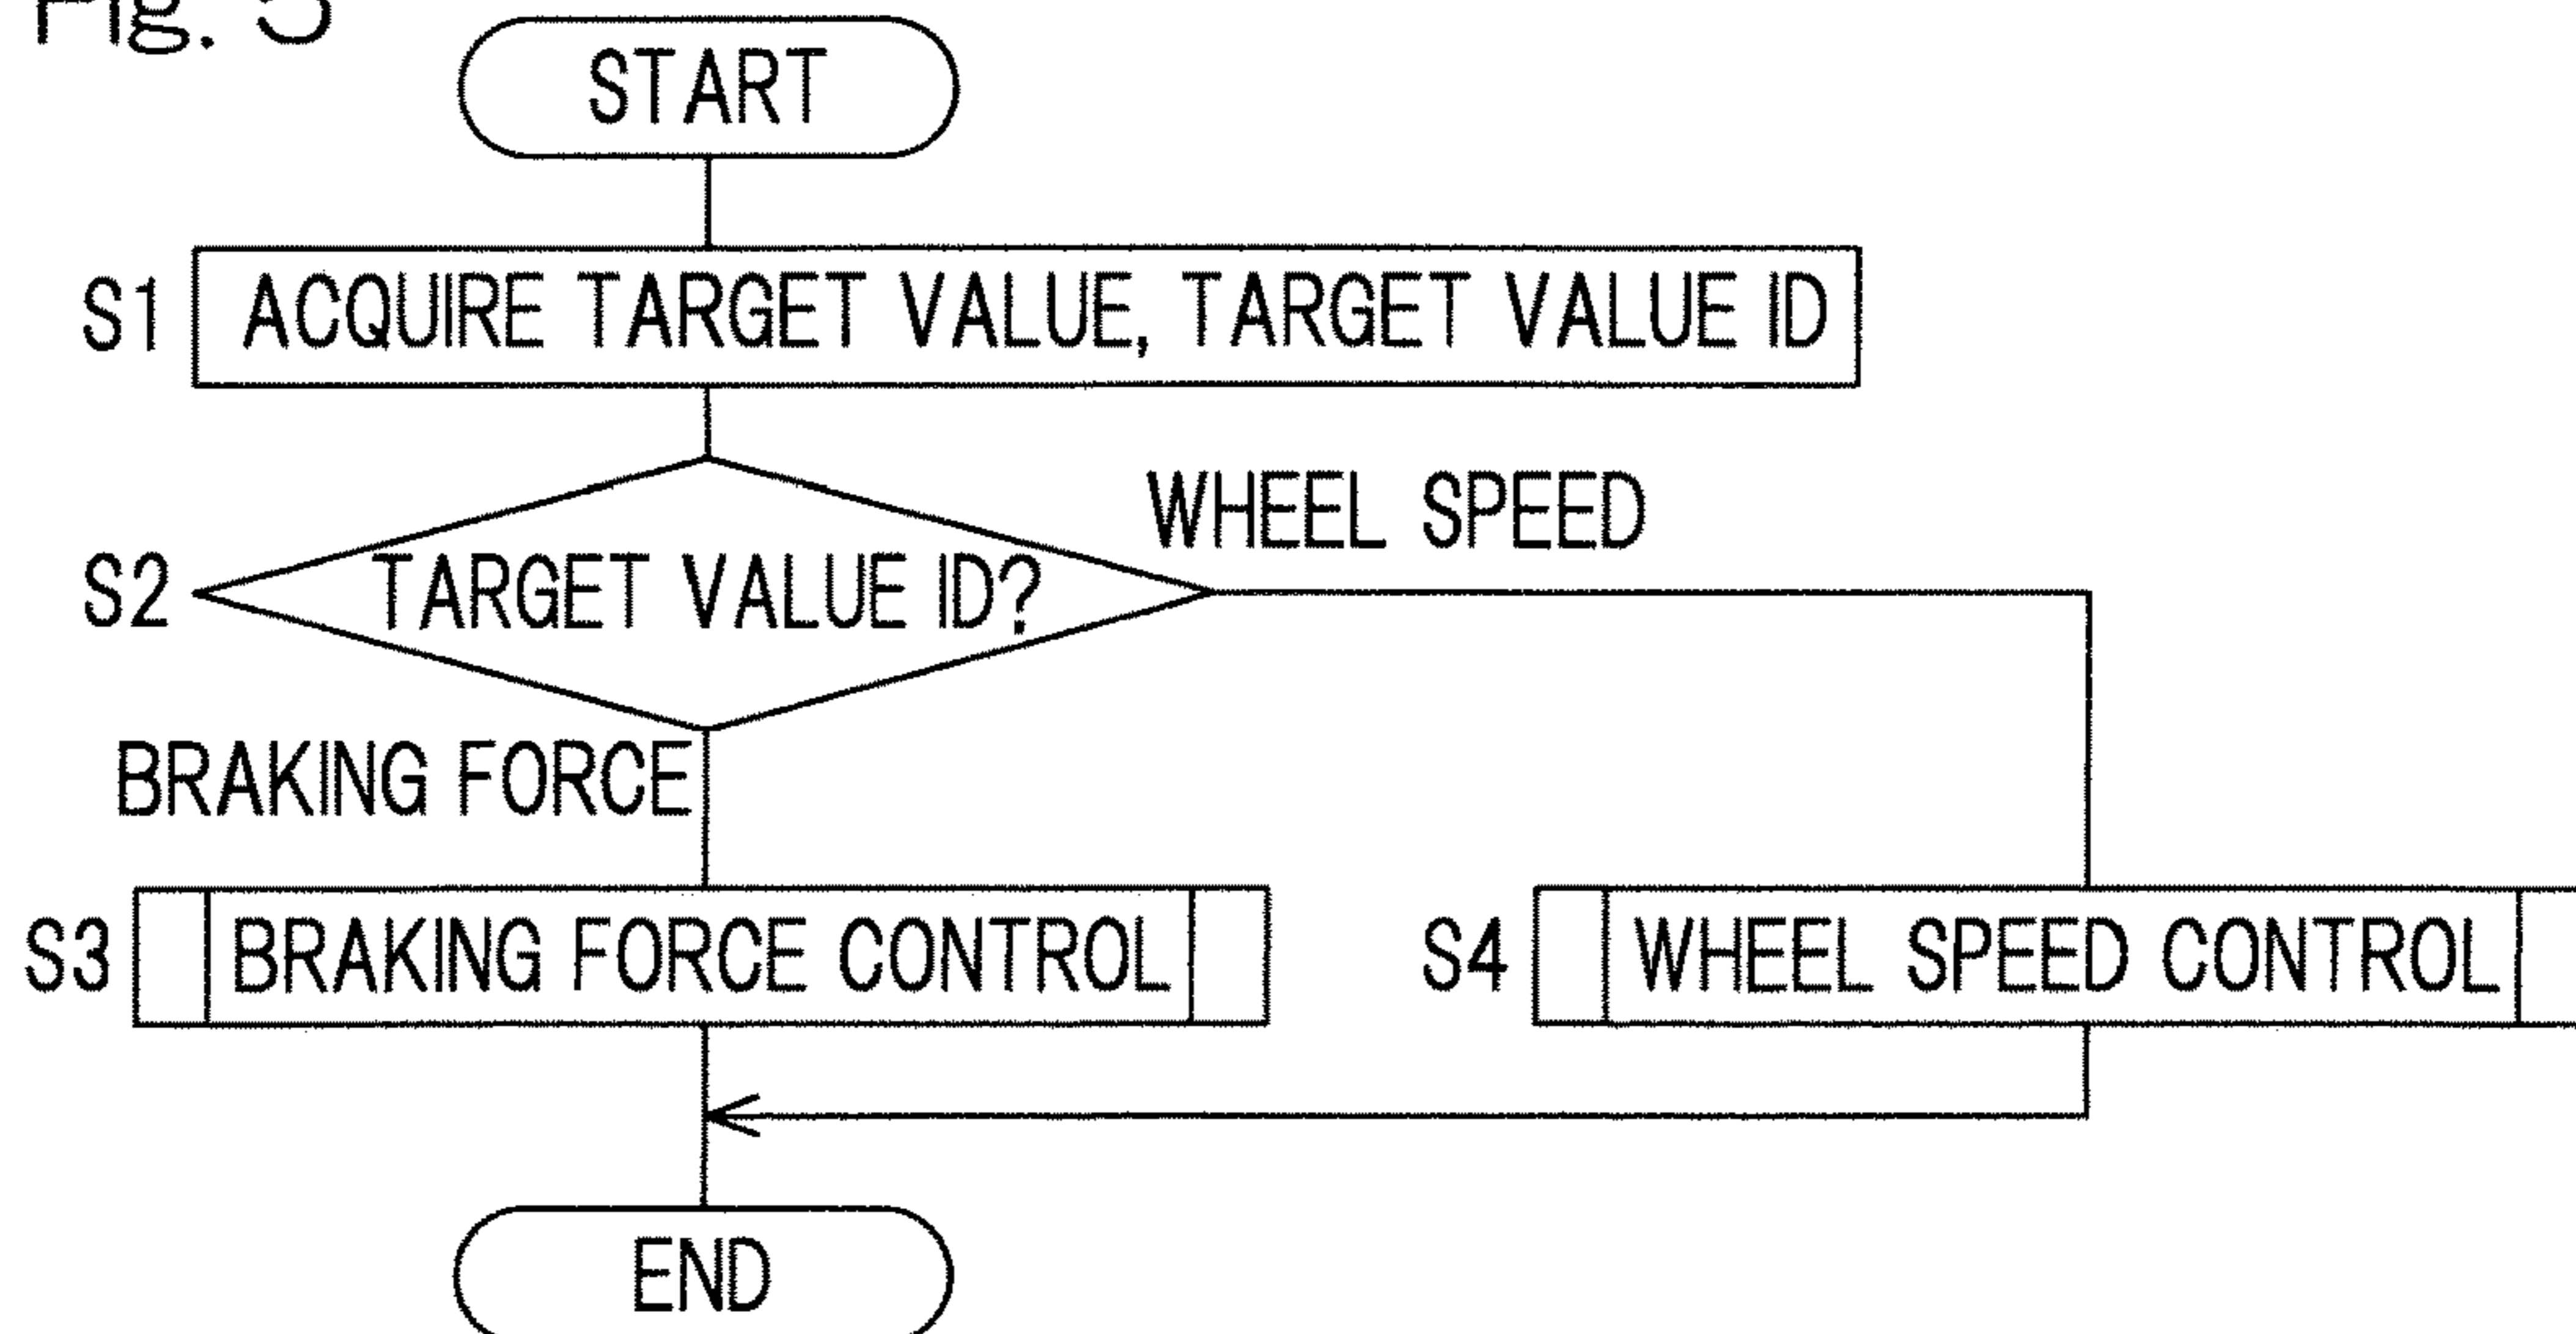 Fig. 5
START
S1 ACQUIRE TARGET VALUE, TARGET VALUE ID
WHEEL SPEED
S2 TARGET VALUE ID?
BRAKING FORCE
S3 BRAKING FORCE CONTROL S4 WHEEL SPEED CONTROL
END